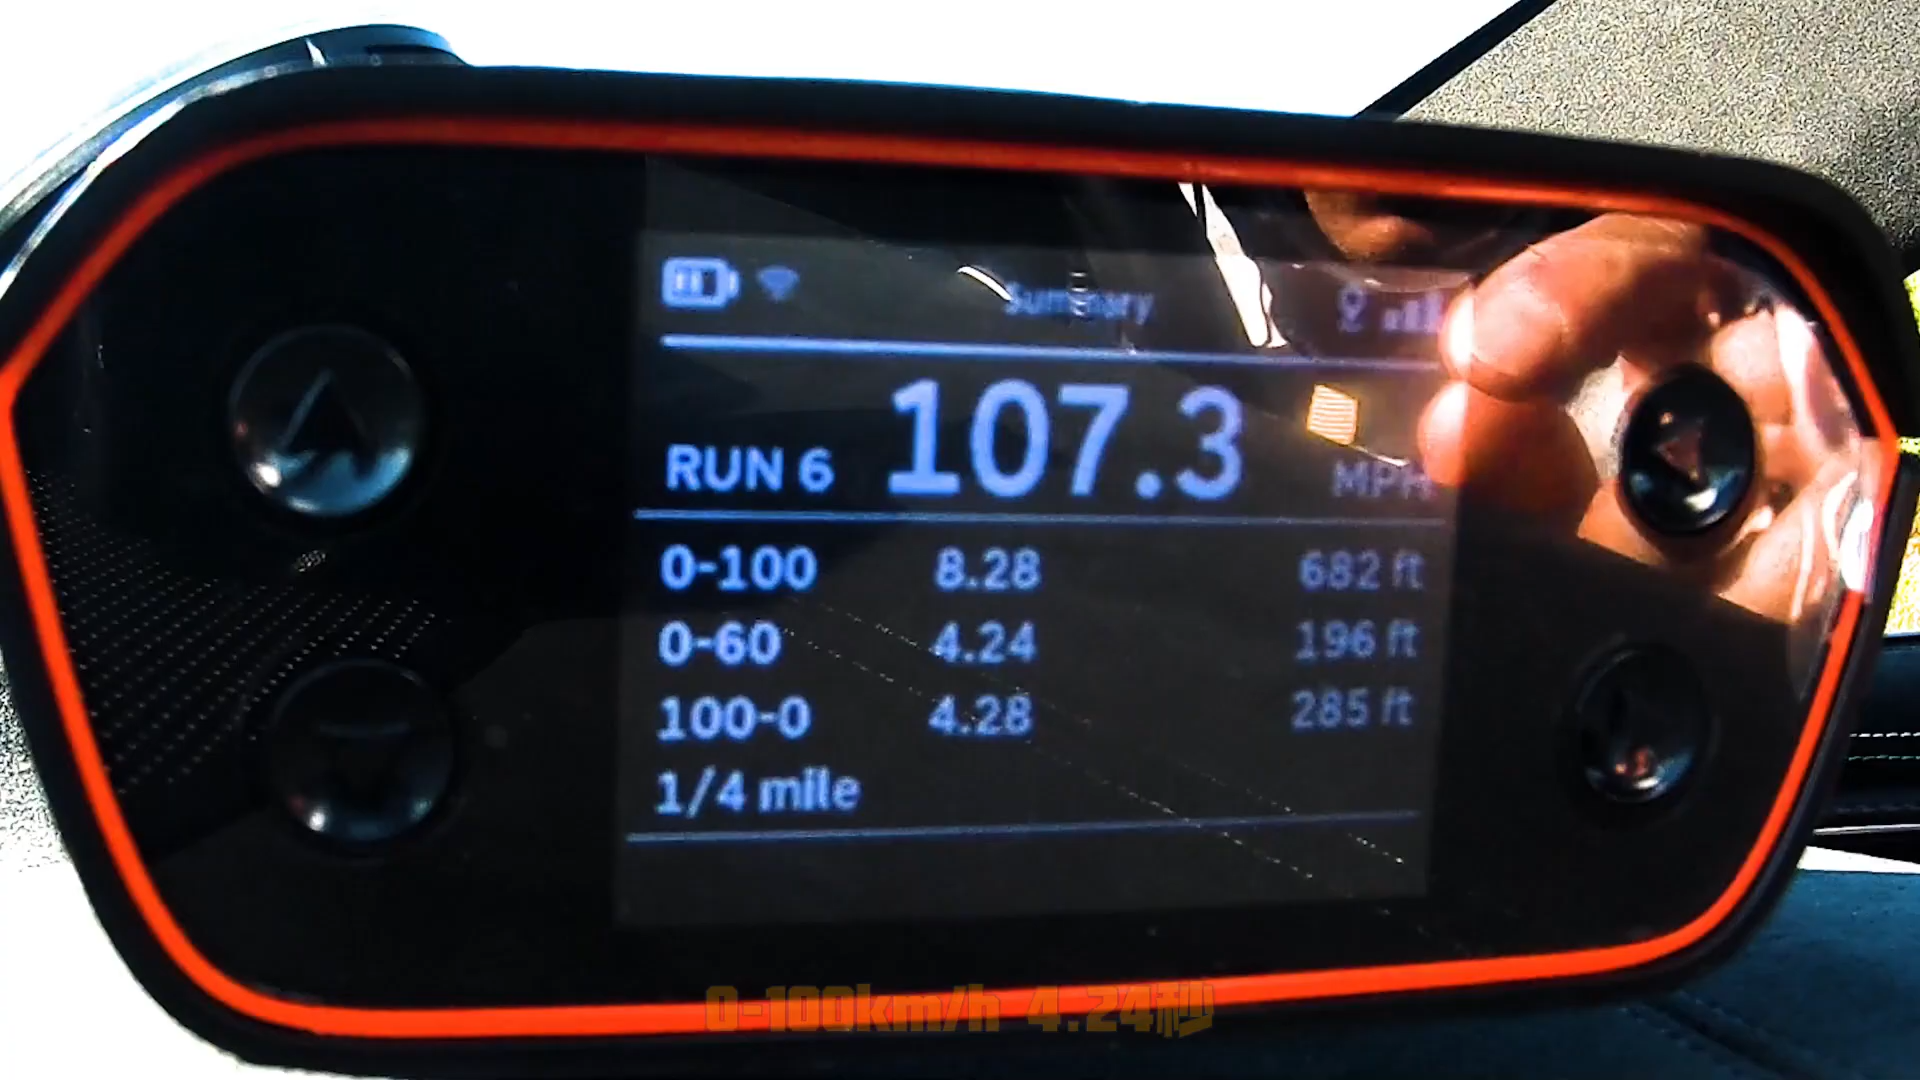 Summary
RUN 6 107.3 MPH
0-100 8.28 682 ft
0-60 4.24 196 ft
100-0 4.28 285 ft
1/4 mile
0-100km/h 4.24秒